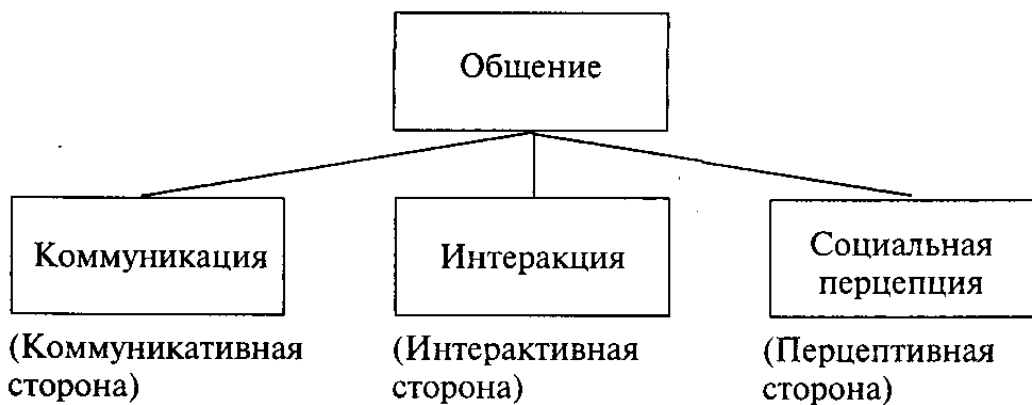 Общение
Коммуникация
Интеракция
Социальная
перцепция
(Коммуникативная
сторона)
(Интерактивная
сторона)
(Перцептивная
сторона)